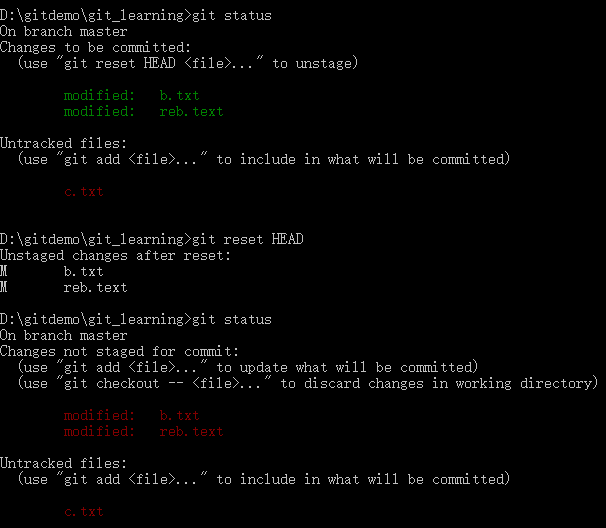 D:\gitdemo\git_learning>git status
On branch master
Changes to be committed:
  (use "git reset HEAD <file>..." to unstage)
        modified:   b.txt
        modified:   reb.text
Untracked files:
  (use "git add <file>..." to include in what will be committed)
        c.txt
D:\gitdemo\git_learning>git reset HEAD
Unstaged changes after reset:
M       b.txt
M       reb.text
D:\gitdemo\git_learning>git status
On branch master
Changes not staged for commit:
  (use "git add <file>..." to update what will be committed)
  (use "git checkout -- <file>..." to discard changes in working directory)
        modified:   b.txt
        modified:   reb.text
Untracked files:
  (use "git add <file>..." to include in what will be committed)
        c.txt